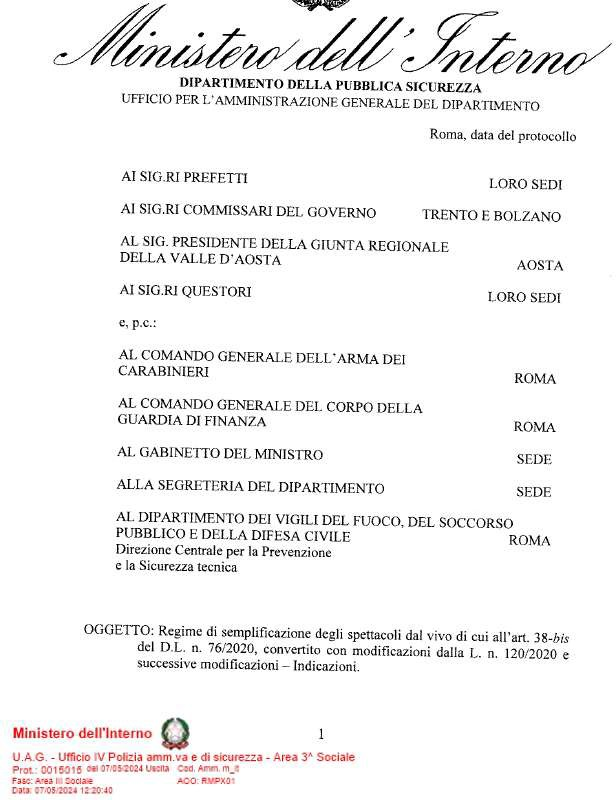 Ministero dell'Interno
DIPARTIMENTO DELLA PUBBLICA SICUREZZA
UFFICIO PER L'AMMINISTRAZIONE GENERALE DEL DIPARTIMENTO
Roma, data del protocollo
AI SIG.RI PREFETTI LORO SEDI
AI SIG.RI COMMISSARI DEL GOVERNO TRENTO E BOLZANO
AL SIG. PRESIDENTE DELLA GIUNTA REGIONALE
DELLA VALLE D'AOSTA AOSTA
AI SIG.RI QUESTORI LORO SEDI
e, p.c.:
AL COMANDO GENERALE DELL'ARMA DEI
CARABINIERI ROMA
AL COMANDO GENERALE DEL CORPO DELLA
GUARDIA DI FINANZA ROMA
AL GABINETTO DEL MINISTRO SEDE
ALLA SEGRETERIA DEL DIPARTIMENTO SEDE
AL DIPARTIMENTO DEI VIGILI DEL FUOCO, DEL SOCCORSO
PUBBLICO E DELLA DIFESA CIVILE ROMA
Direzione Centrale per la Prevenzione
e la Sicurezza tecnica
OGGETTO: Regime di semplificazione degli spettacoli dal vivo di cui all'art. 38-bis
del D.L. n. 76/2020, convertito con modificazioni dalla L. n. 120/2020 e
successive modificazioni – Indicazioni.
1
Ministero dell'Interno
U.A.G. - Ufficio IV Polizia amm.va e di sicurezza - Area 3^ Sociale
Prot.: 0015015 del 07/05/2024 Uscita Cod. Amm. m_it
Fasc: Area III Sociale AOO: RMPX01
Data: 07/05/2024 12:20:40